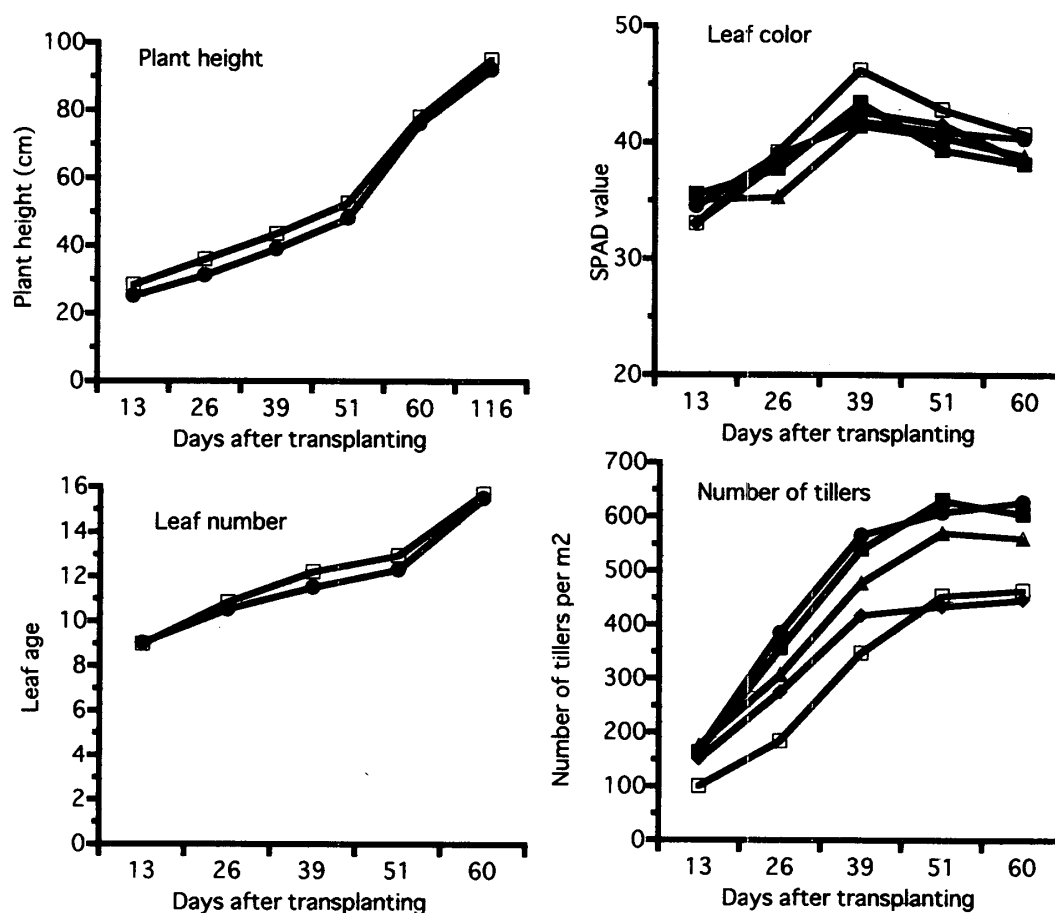 Plant height
Plant height (cm)
100
80
60
40
20
0
13 26 39 51 60 116
Days after transplanting
Leaf color
SPAD value
50
40
30
20
13 26 39 51 60
Days after transplanting
Leaf number
Leaf age
16
14
12
10
8
6
4
2
0
13 26 39 51 60
Days after transplanting
Number of tillers
Number of tillers per m2
700
600
500
400
300
200
100
0
13 26 39 51 60
Days after transplanting